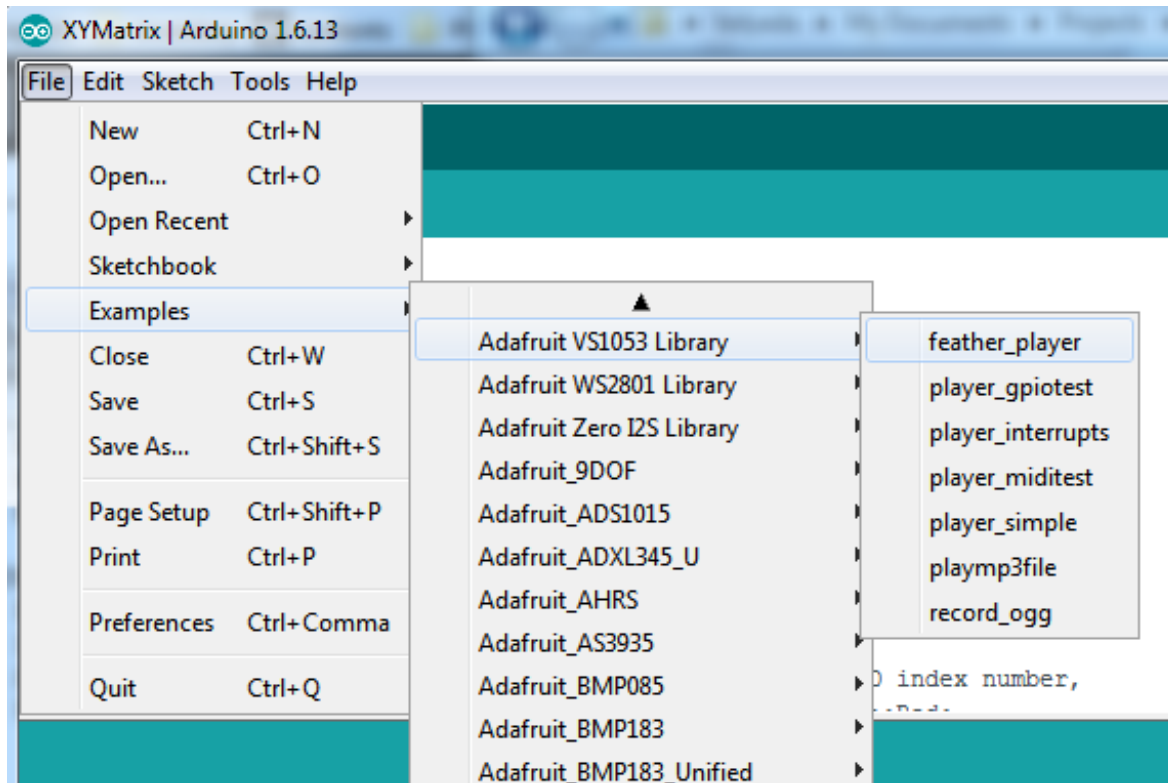 XYMatrix | Arduino 1.6.13
File Edit Sketch Tools Help
New Ctrl+N
Open... Ctrl+O
Open Recent
Sketchbook
Examples
Close Ctrl+W
Save Ctrl+S
Save As... Ctrl+Shift+S
Page Setup Ctrl+Shift+P
Print Ctrl+P
Preferences Ctrl+Comma
Quit Ctrl+Q
Adafruit VS1053 Library
Adafruit WS2801 Library
Adafruit Zero I2S Library
Adafruit_9DOF
Adafruit_ADS1015
Adafruit_ADXL345_U
Adafruit_AHRS
Adafruit_AS3935
Adafruit_BMP085
Adafruit_BMP183
Adafruit_BMP183_Unified
feather_player
player_gpiotest
player_interrupts
player_miditest
player_simple
playmp3file
record_ogg
index number,